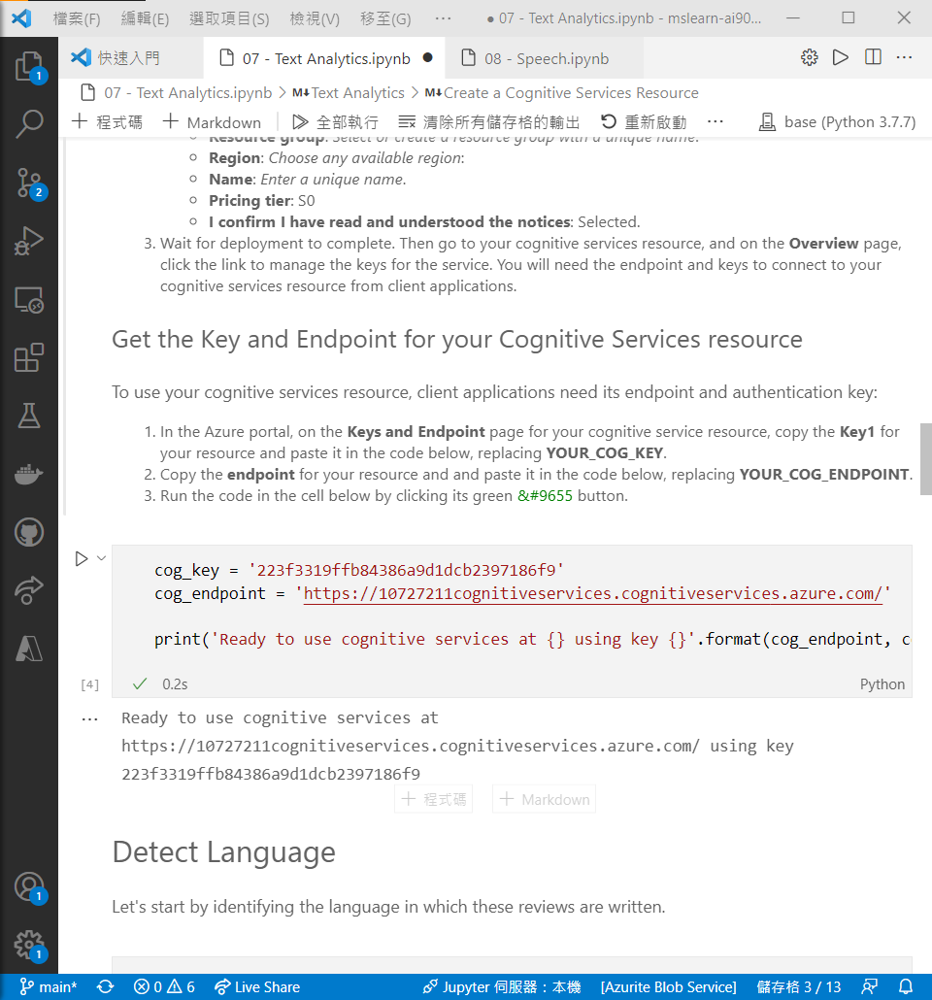 檔案(F) 編輯(E) 選取項目(S) 檢視(V) 移至(G) ··· ● 07 - Text Analytics.ipynb - mslearn-ai90...
快速入門 07 - Text Analytics.ipynb ● 08 - Speech.ipynb ···
07 - Text Analytics.ipynb > M↓Text Analytics > M↓Create a Cognitive Services Resource
+ 程式碼 + Markdown 全部執行 清除所有儲存格的輸出 重新啟動 ··· base (Python 3.7.7)
Resource group: Select or create a resource group with a unique name.
Region: Choose any available region:
Name: Enter a unique name.
Pricing tier: S0
I confirm I have read and understood the notices: Selected.
3. Wait for deployment to complete. Then go to your cognitive services resource, and on the Overview page,
click the link to manage the keys for the service. You will need the endpoint and keys to connect to your
cognitive services resource from client applications.
Get the Key and Endpoint for your Cognitive Services resource
To use your cognitive services resource, client applications need its endpoint and authentication key:
1. In the Azure portal, on the Keys and Endpoint page for your cognitive service resource, copy the Key1 for
your resource and paste it in the code below, replacing YOUR_COG_KEY.
2. Copy the endpoint for your resource and and paste it in the code below, replacing YOUR_COG_ENDPOINT.
3. Run the code in the cell below by clicking its green &#9655 button.
cog_key = '223f3319ffb84386a9d1dcb2397186f9'
cog_endpoint = 'https://10727211cognitiveservices.cognitiveservices.azure.com/'
print('Ready to use cognitive services at {} using key {}'.format(cog_endpoint, c
[4] ✓ 0.2s Python
··· Ready to use cognitive services at
https://10727211cognitiveservices.cognitiveservices.azure.com/ using key
223f3319ffb84386a9d1dcb2397186f9
+ 程式碼 + Markdown
Detect Language
Let's start by identifying the language in which these reviews are written.
1
2
1
1
main* 0 6 Live Share Jupyter 伺服器：本機 [Azurite Blob Service] 儲存格 3 / 13